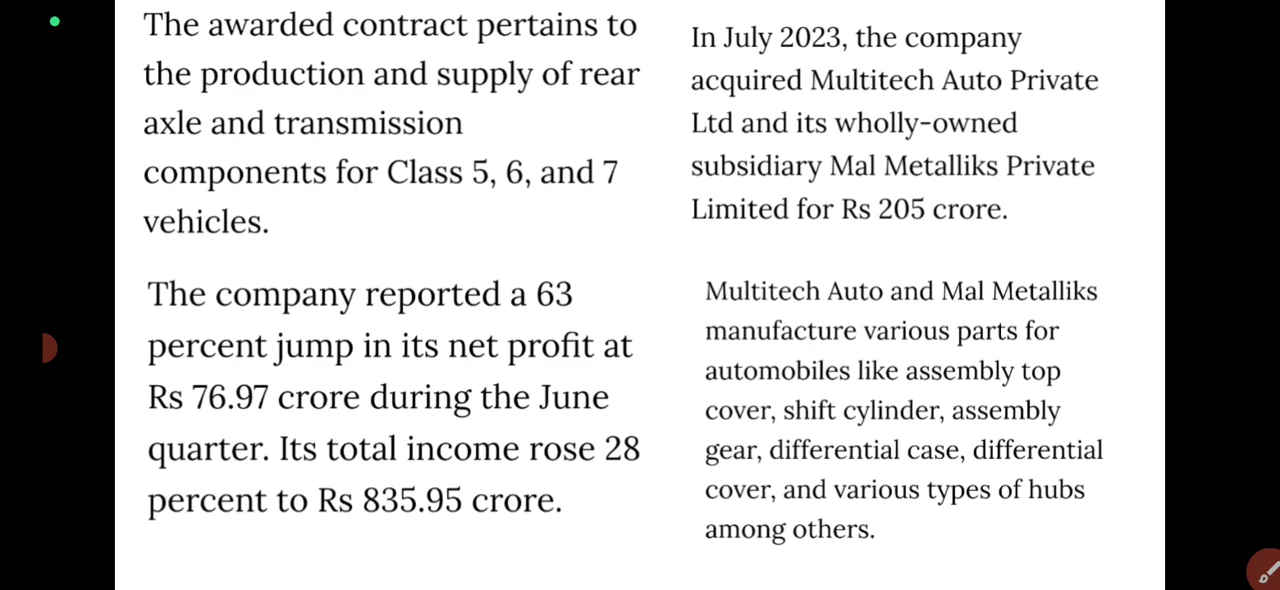 The awarded contract pertains to
the production and supply of rear
axle and transmission
components for Class 5, 6, and 7
vehicles.
The company reported a 63
percent jump in its net profit at
Rs 76.97 crore during the June
quarter. Its total income rose 28
percent to Rs 835.95 crore.
In July 2023, the company
acquired Multitech Auto Private
Ltd and its wholly-owned
subsidiary Mal Metalliks Private
Limited for Rs 205 crore.
Multitech Auto and Mal Metalliks
manufacture various parts for
automobiles like assembly top
cover, shift cylinder, assembly
gear, differential case, differential
cover, and various types of hubs
among others.